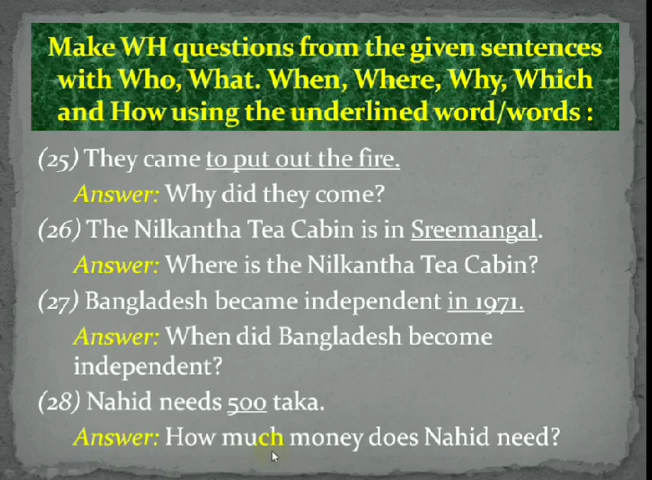 Make WH questions from the given sentences
with Who, What. When, Where, Why, Which
and How using the underlined word/words :
(25) They came to put out the fire.
Answer: Why did they come?
(26) The Nilkantha Tea Cabin is in Sreemangal.
Answer: Where is the Nilkantha Tea Cabin?
(27) Bangladesh became independent in 1971.
Answer: When did Bangladesh become
independent?
(28) Nahid needs 500 taka.
Answer: How much money does Nahid need?